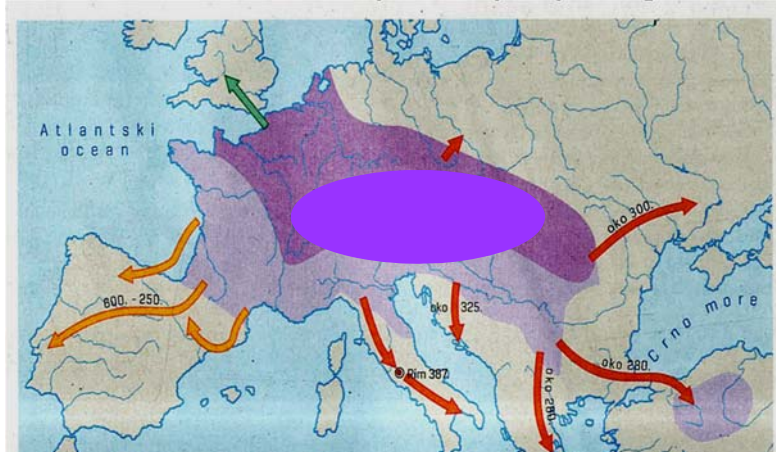 Atlantski
ocean
600. - 250.
oko 300.
oko 325.
Crno more
Rim 387.
oko 280.
oko 280.